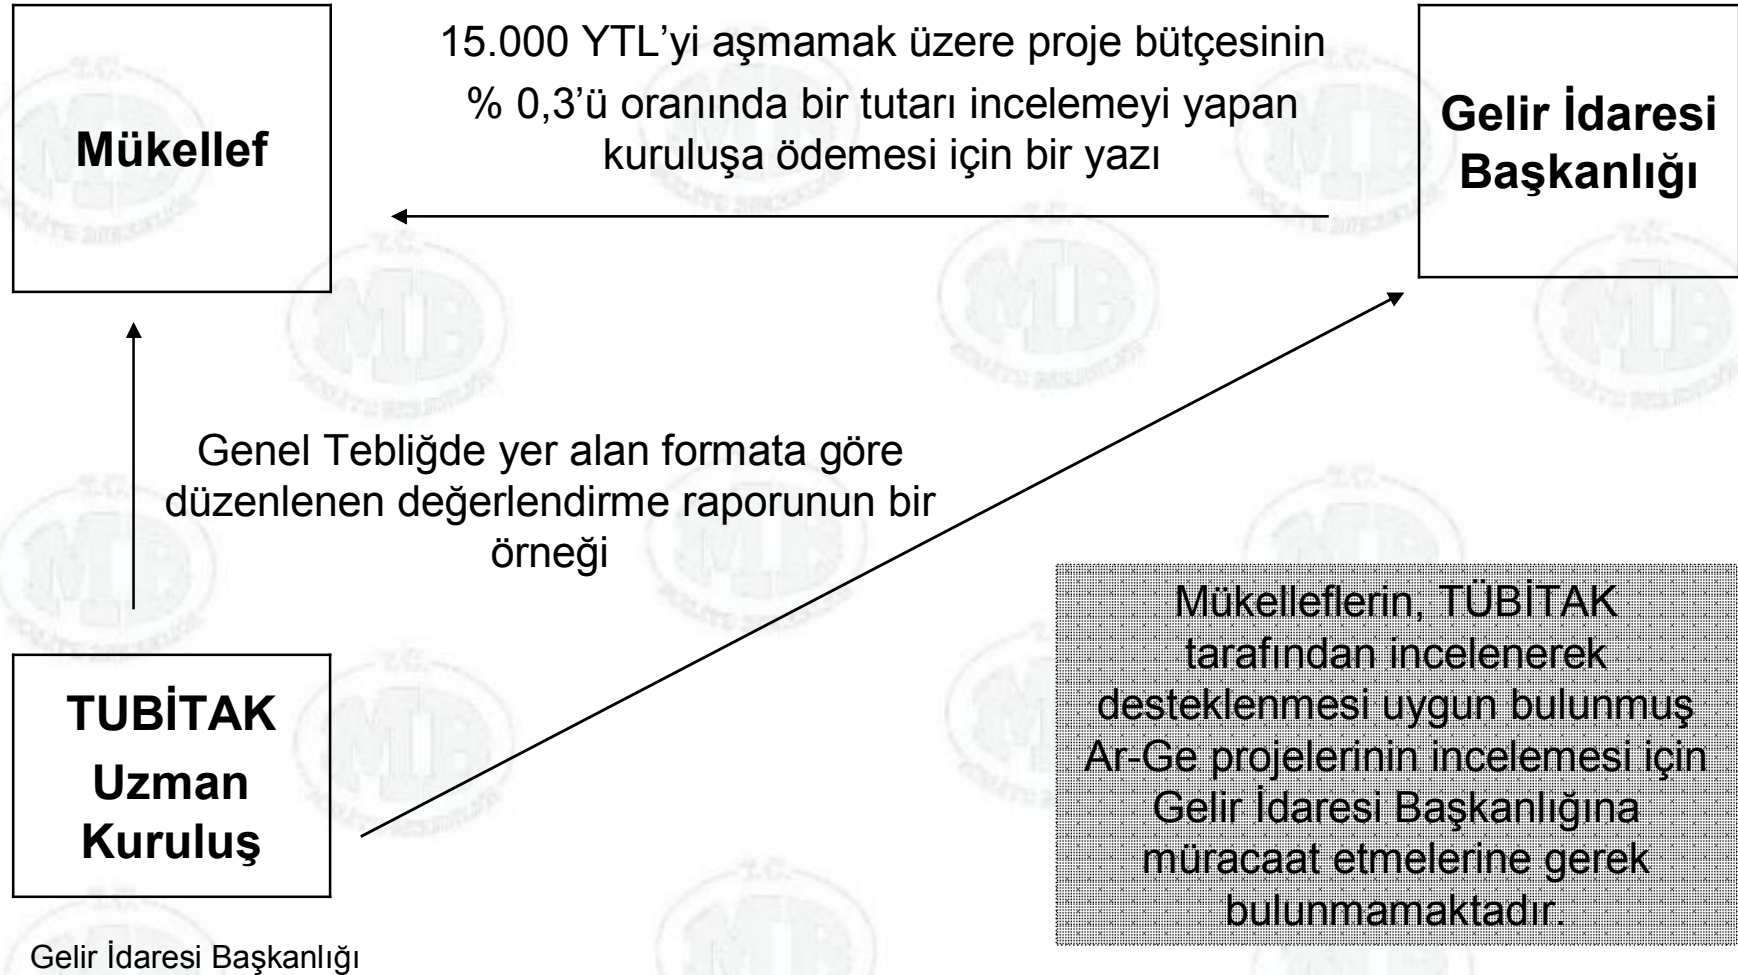 Mükellef
15.000 YTL’yi aşmamak üzere proje bütçesinin
% 0,3’ü oranında bir tutarı incelemeyi yapan
kuruluşa ödemesi için bir yazı
Gelir İdaresi
Başkanlığı
Genel Tebliğde yer alan formata göre
düzenlenen değerlendirme raporunun bir
örneği
TUBİTAK
Uzman
Kuruluş
Mükelleflerin, TÜBİTAK
tarafından incelenerek
desteklenmesi uygun bulunmuş
Ar-Ge projelerinin incelemesi için
Gelir İdaresi Başkanlığına
müracaat etmelerine gerek
bulunmamaktadır.
Gelir İdaresi Başkanlığı